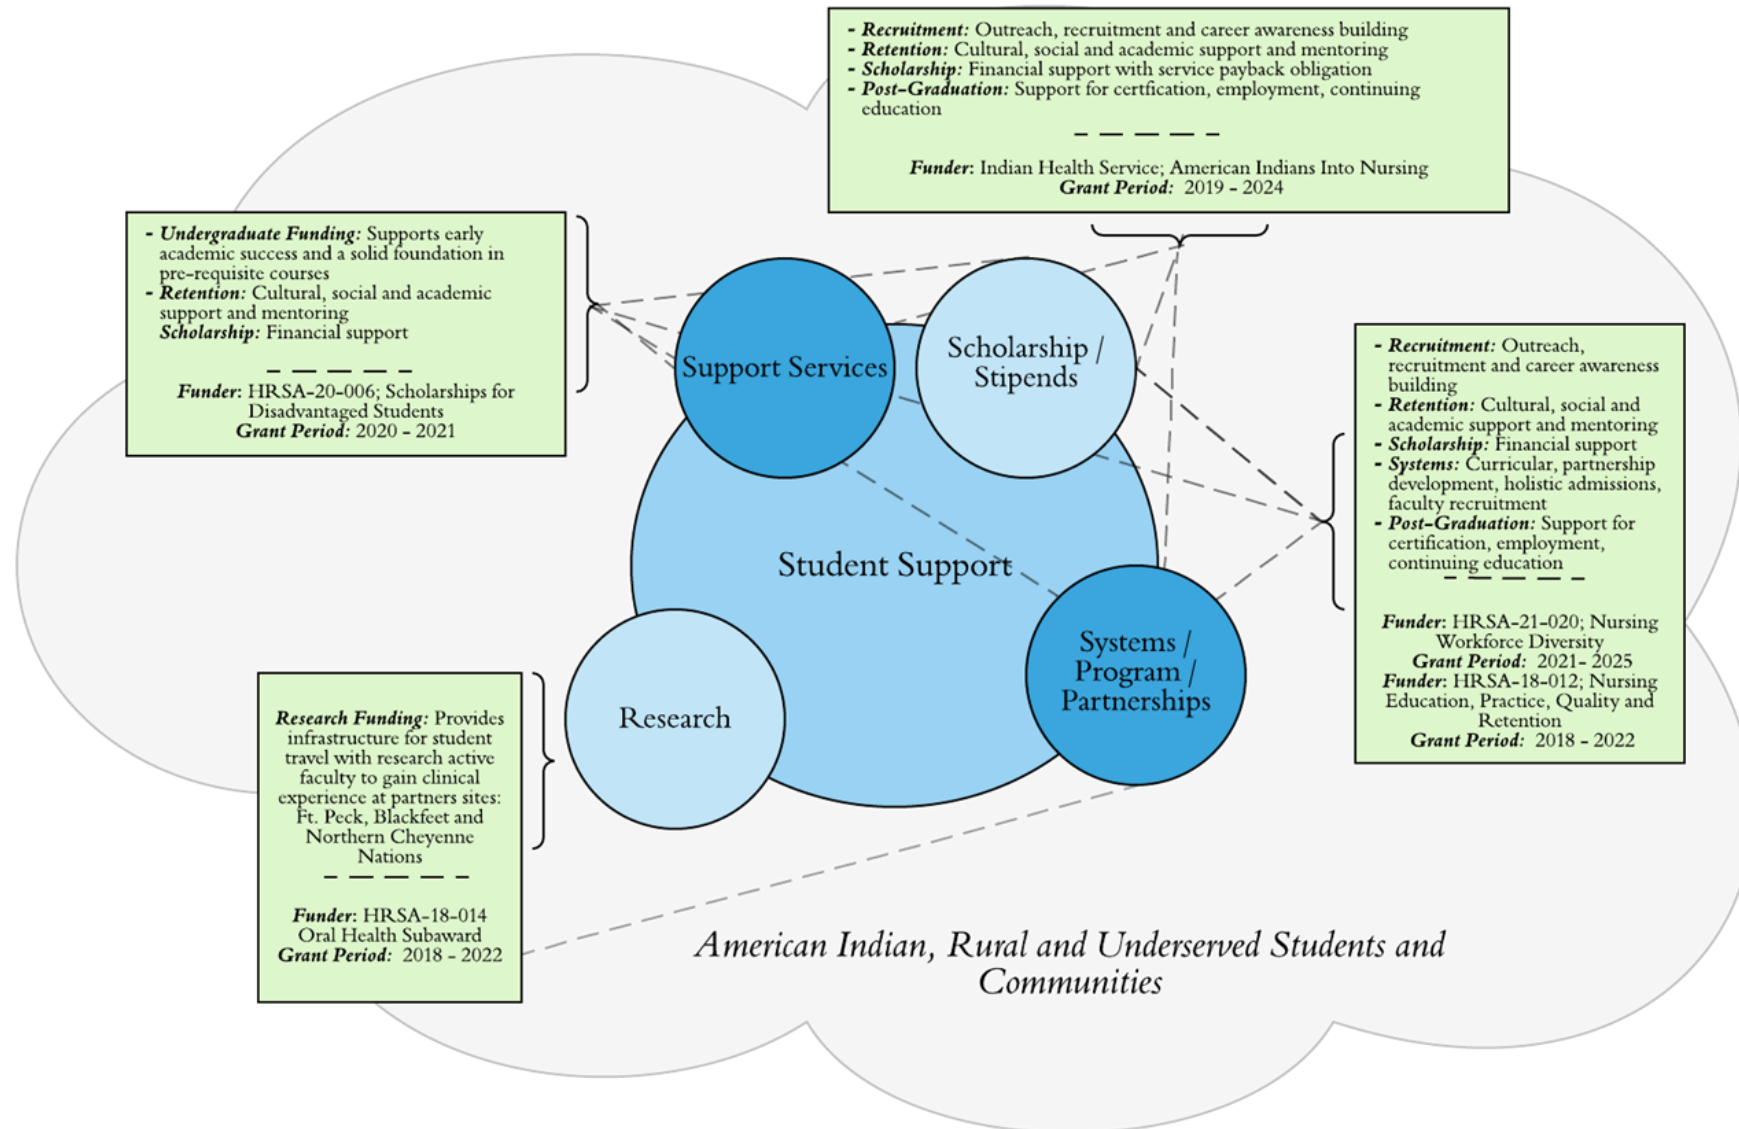 - Recruitment: Outreach, recruitment and career awareness building
- Retention: Cultural, social and academic support and mentoring
- Scholarship: Financial support with service payback obligation
- Post-Graduation: Support for certfication, employment, continuing
education
Funder: Indian Health Service; American Indians Into Nursing
Grant Period: 2019 - 2024
- Undergraduate Funding: Supports early
academic success and a solid foundation in
pre-requisite courses
- Retention: Cultural, social and academic
support and mentoring
Scholarship: Financial support
Funder: HRSA-20-006; Scholarships for
Disadvantaged Students
Grant Period: 2020 - 2021
Support Services
Scholarship /
Stipends
Student Support
Systems /
Program /
Partnerships
Research
- Recruitment: Outreach,
recruitment and career awareness
building
- Retention: Cultural, social and
academic support and mentoring
- Scholarship: Financial support
- Systems: Curricular, partnership
development, holistic admissions,
faculty recruitment
- Post-Graduation: Support for
certification, employment,
continuing education
Funder: HRSA-21-020; Nursing
Workforce Diversity
Grant Period: 2021- 2025
Funder: HRSA-18-012; Nursing
Education, Practice, Quality and
Retention
Grant Period: 2018 - 2022
Research Funding: Provides
infrastructure for student
travel with research active
faculty to gain clinical
experience at partners sites:
Ft. Peck, Blackfeet and
Northern Cheyenne
Nations
Funder: HRSA-18-014
Oral Health Subaward
Grant Period: 2018 - 2022
American Indian, Rural and Underserved Students and
Communities